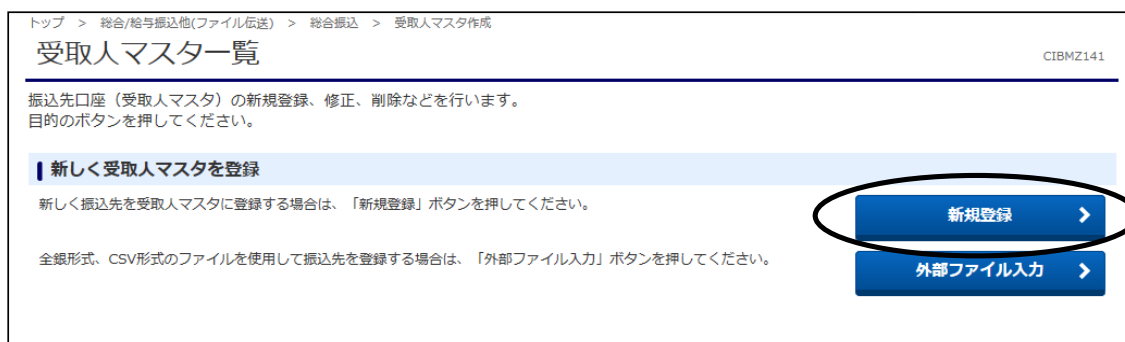 トップ > 総合/給与振込他(ファイル伝送) > 総合振込 > 受取人マスタ作成
受取人マスター覧
CIBMZ141
振込先口座（受取人マスタ）の新規登録、修正、削除などを行います。
目的のボタンを押してください。
新しく受取人マスタを登録
新しく振込先を受取人マスタに登録する場合は、「新規登録」ボタンを押してください。
新規登録
全銀形式、CSV形式のファイルを使用して振込先を登録する場合は、「外部ファイル入力」ボタンを押してください。
外部ファイル入力